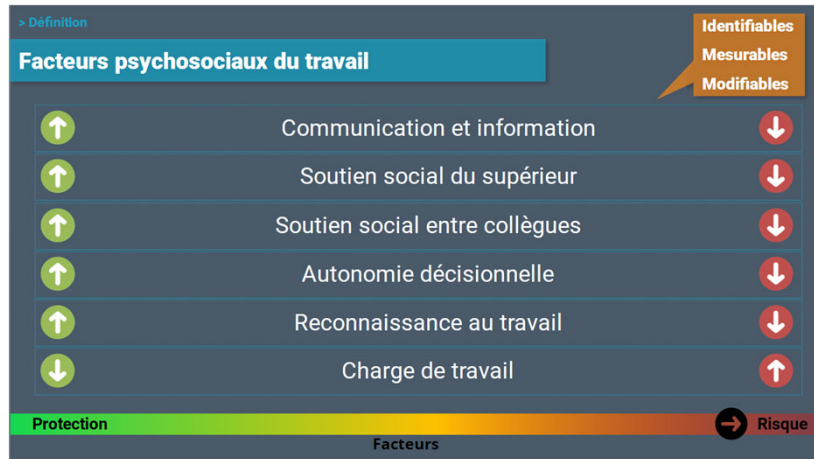 > Définition
Facteurs psychosociaux du travail
Identifiables
Mesurables
Modifiables
Communication et information
Soutien social du supérieur
Soutien social entre collègues
Autonomie décisionnelle
Reconnaissance au travail
Charge de travail
Protection
Risque
Facteurs